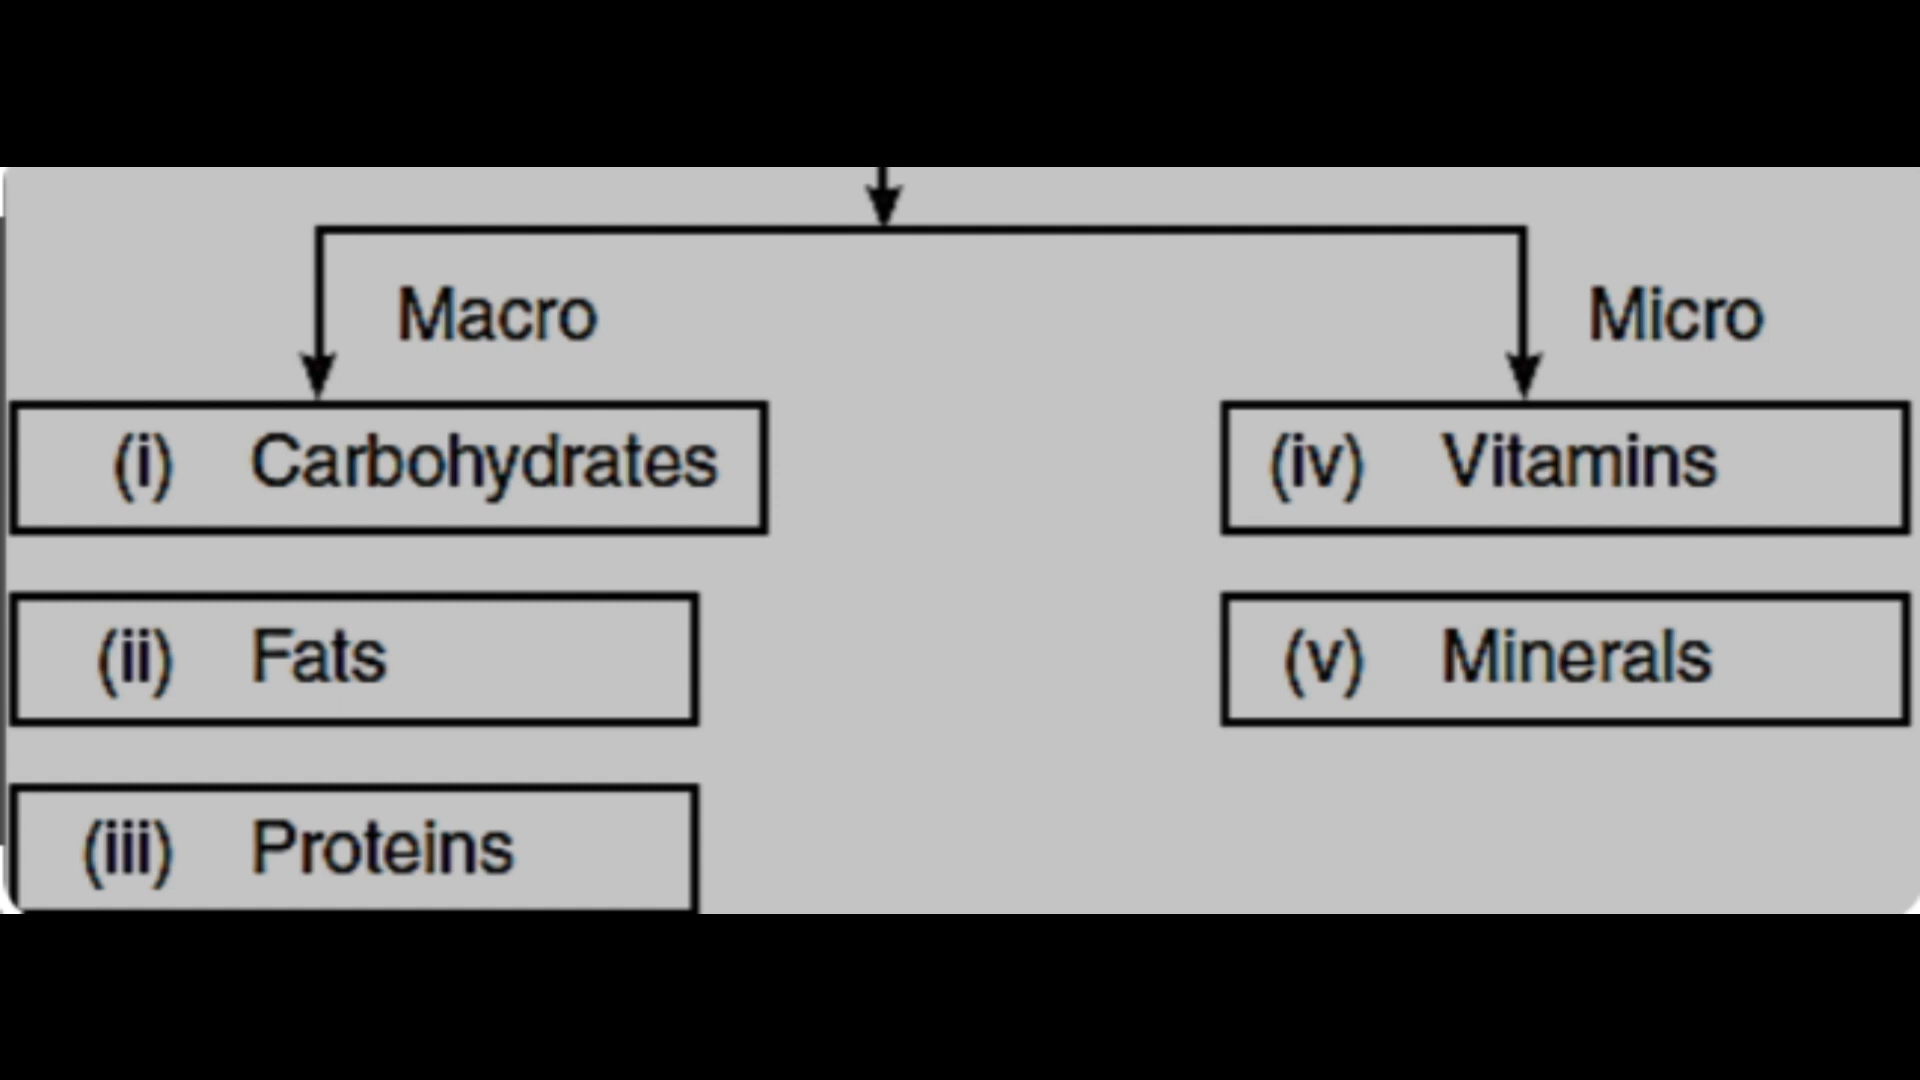 Macro
Micro
(i) Carbohydrates
(ii) Fats
(iii) Proteins
(iv) Vitamins
(v) Minerals